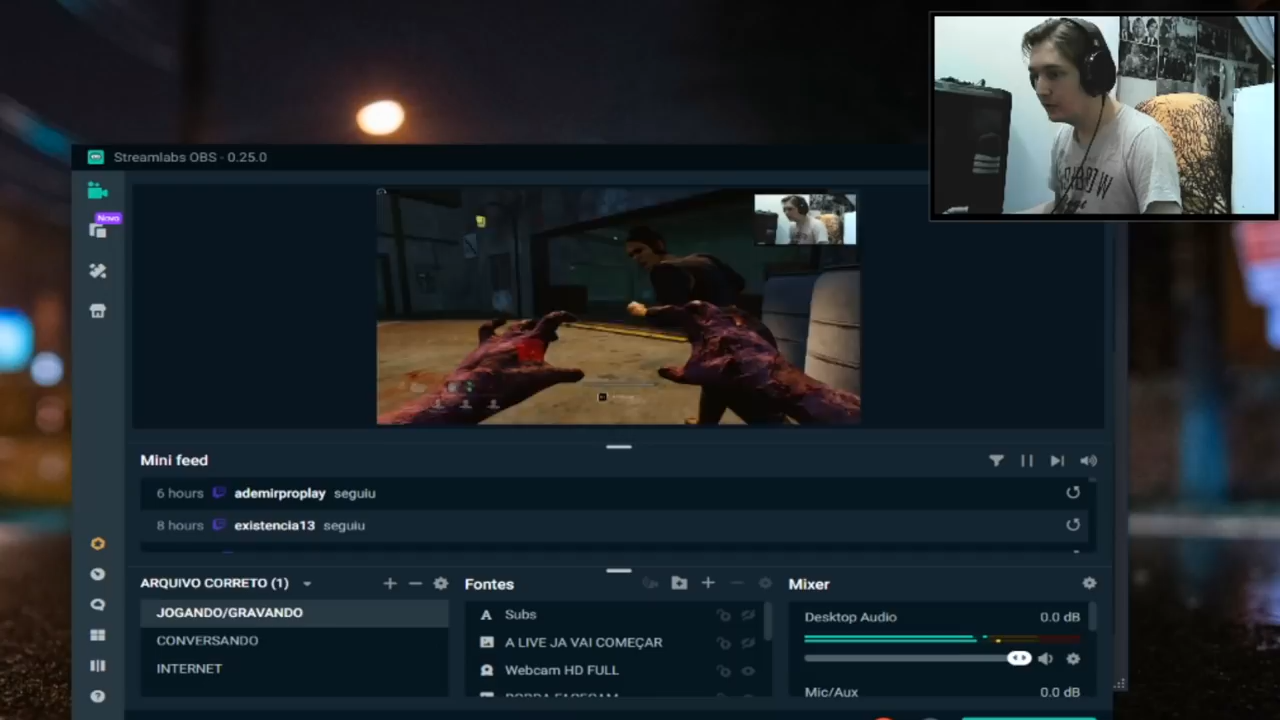 Streamlabs OBS - 0.25.0
Novo
Mini feed
6 hours ademirproplay seguiu
8 hours existencia13 seguiu
ARQUIVO CORRETO (1)
JOGANDO/GRAVANDO
CONVERSANDO
INTERNET
Fontes
Subs
A LIVE JA VAI COMEÇAR
Webcam HD FULL
Mixer
Desktop Audio 0.0 dB
Mic/Aux 0.0 dB